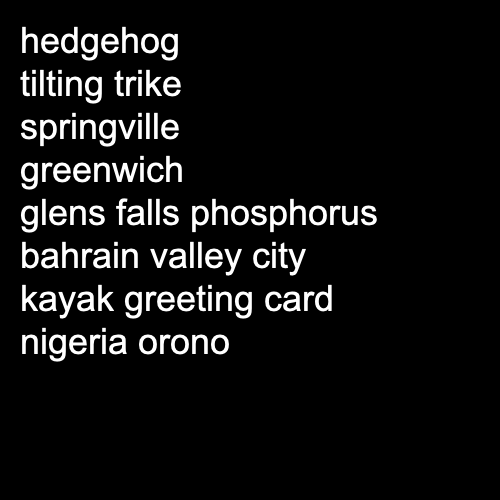 hedgehog
tilting trike
springville
greenwich
glens falls phosphorus
bahrain valley city
kayak greeting card
nigeria orono